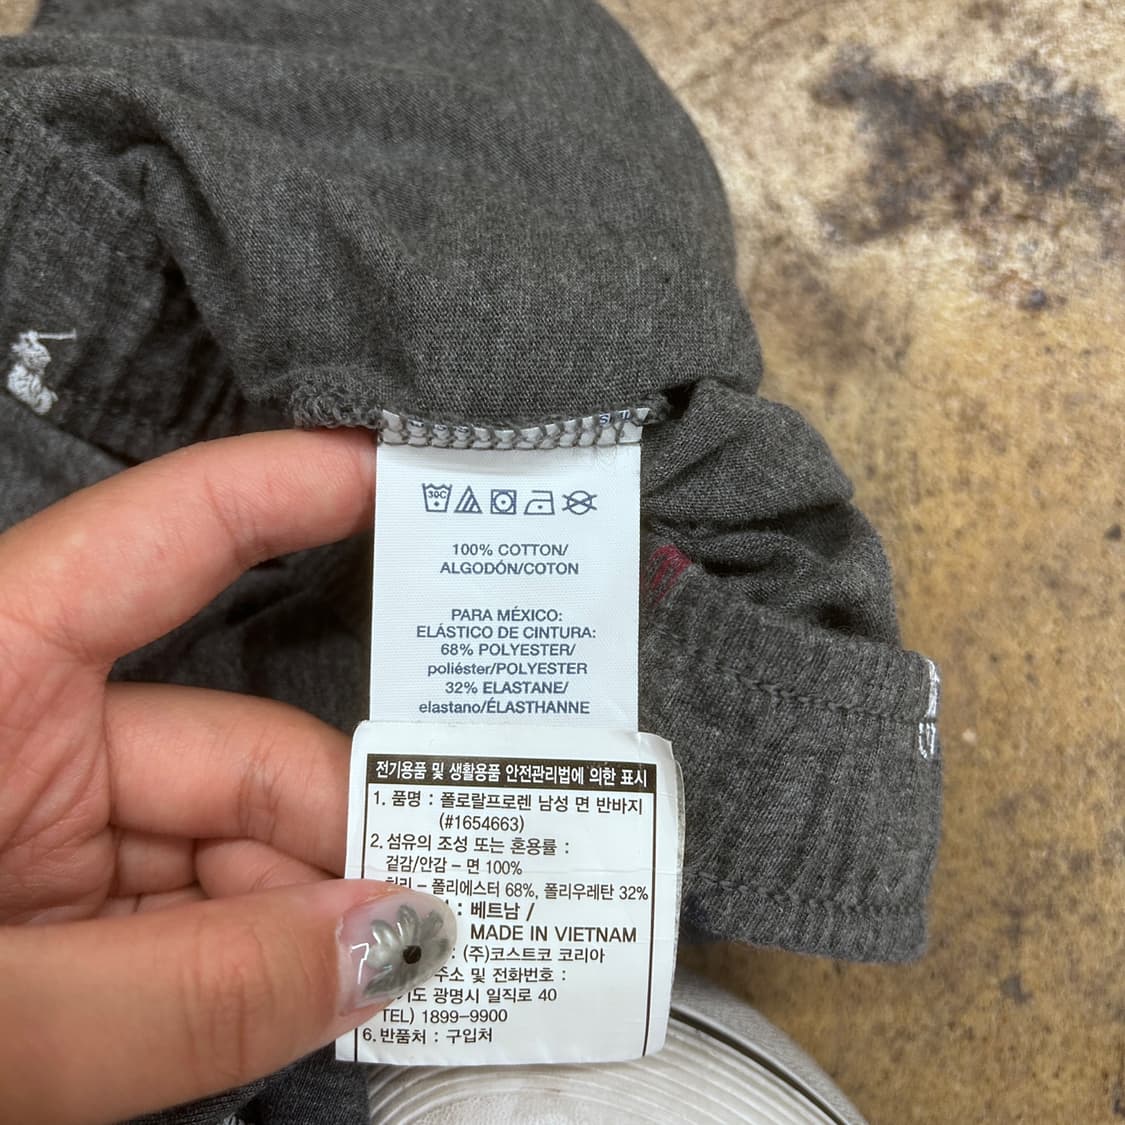 30C
100% COTTON/
ALGODÓN/COTON
PARA MÉXICO:
ELÁSTICO DE CINTURA:
68% POLYESTER/
poliéster/POLYESTER
32% ELASTANE/
elastano/ÉLASTHANNE
전기용품 및 생활용품 안전관리법에 의한 표시
1. 품명 : 폴로랄프로렌 남성 면 반바지
(#1654663)
2. 섬유의 조성 또는 혼용률 :
겉감/안감 - 면 100%
- 폴리에스터 68%, 폴리우레탄 32%
: 베트남 /
MADE IN VIETNAM
: (주)코스트코 코리아
주소 및 전화번호 :
광명시 일직로 40
TEL) 1899-9900
6. 반품처 : 구입처